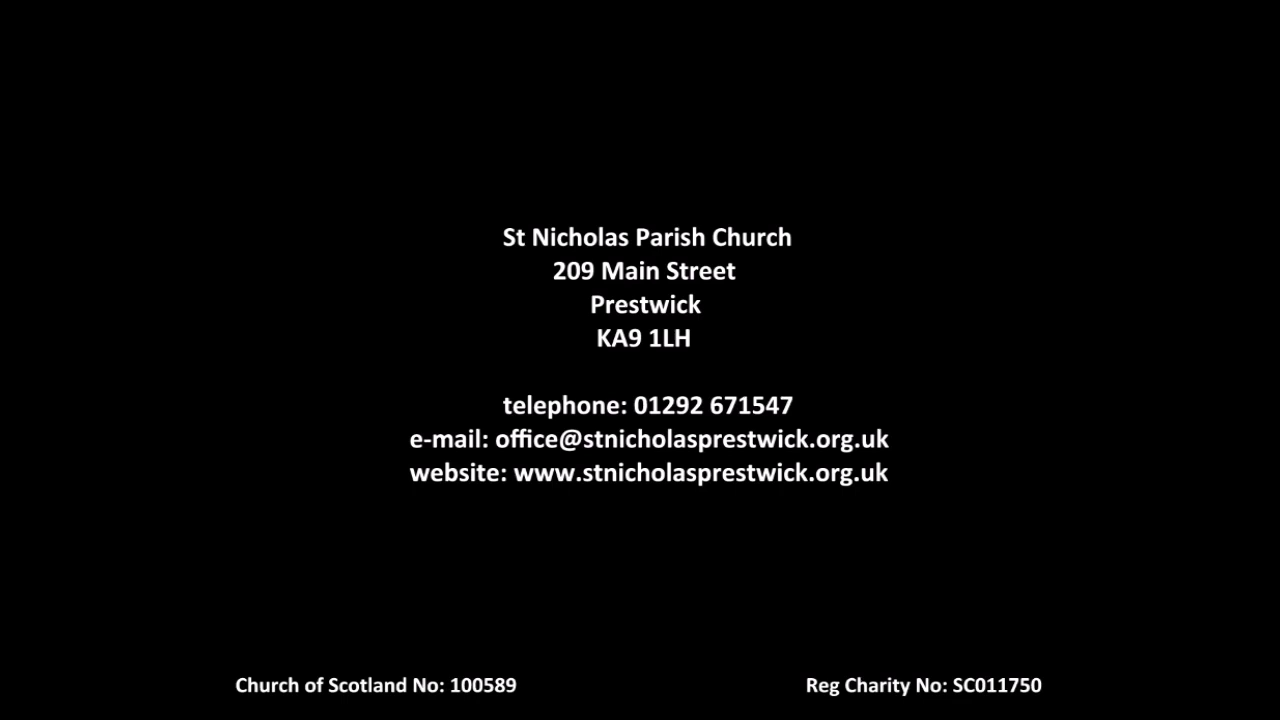 St Nicholas Parish Church
209 Main Street
Prestwick
KA9 1LH
telephone: 01292 671547
e-mail: office@stnicholasprestwick.org.uk
website: www.stnicholasprestwick.org.uk
Church of Scotland No: 100589
Reg Charity No: SC011750